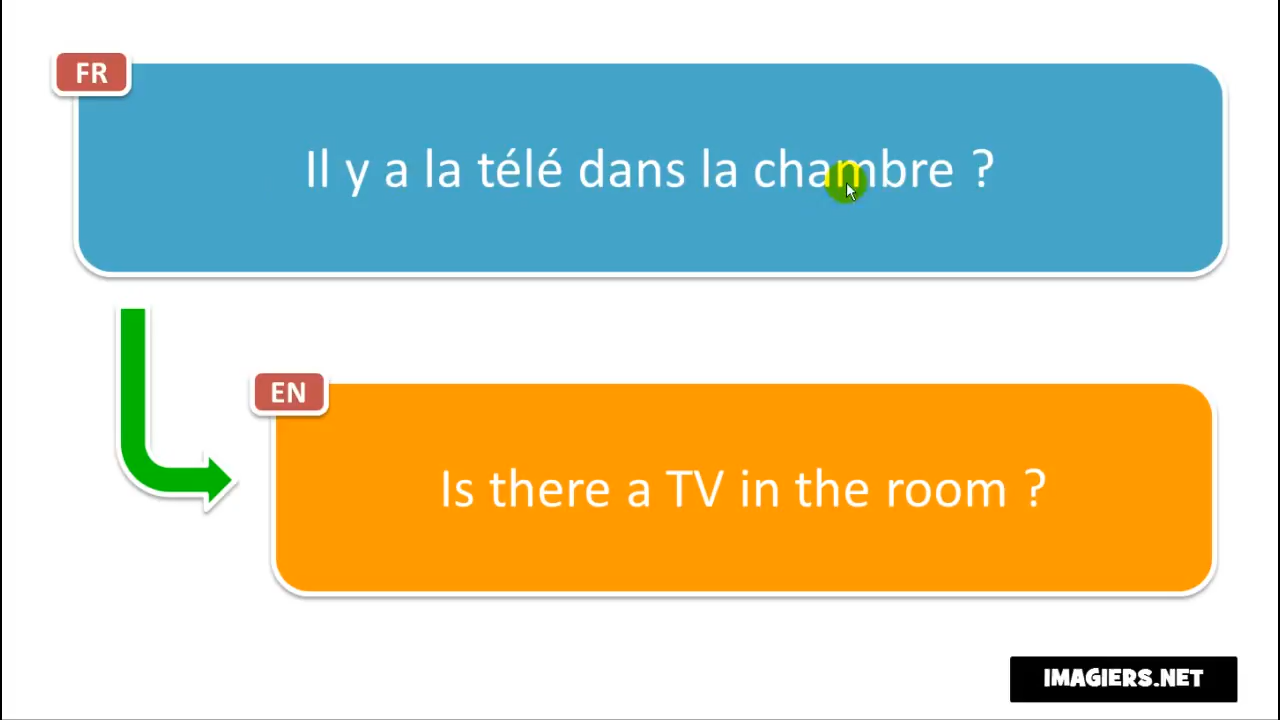 FR
Il y a la télé dans la chambre ?
EN
Is there a TV in the room ?
IMAGIERS.NET